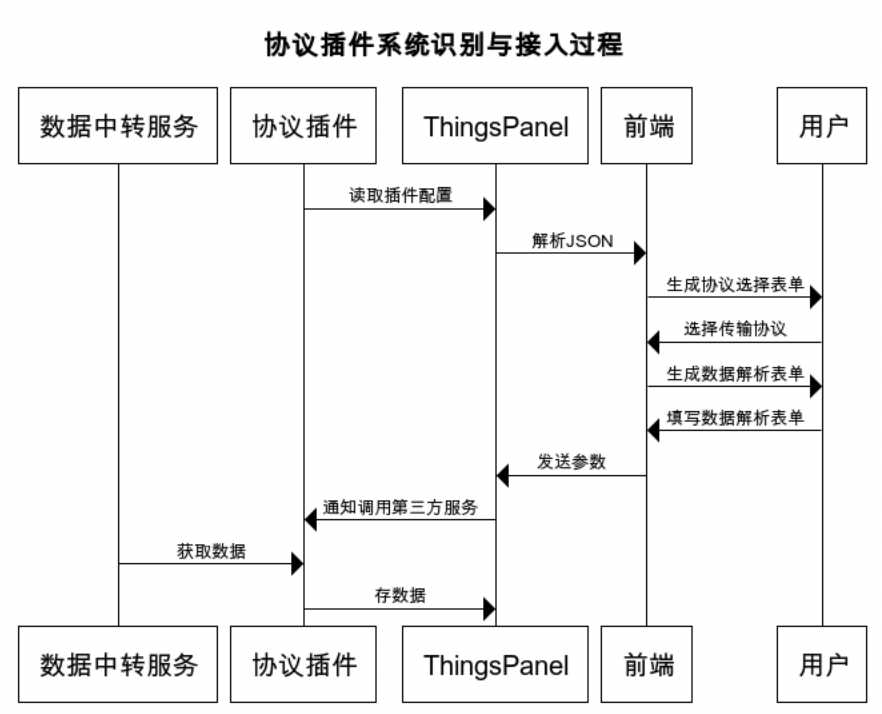 协议插件系统识别与接入过程
数据中转服务 协议插件 ThingsPanel 前端 用户
读取插件配置
解析JSON
生成协议选择表单
选择传输协议
生成数据解析表单
填写数据解析表单
发送参数
通知调用第三方服务
获取数据
存数据
数据中转服务 协议插件 ThingsPanel 前端 用户